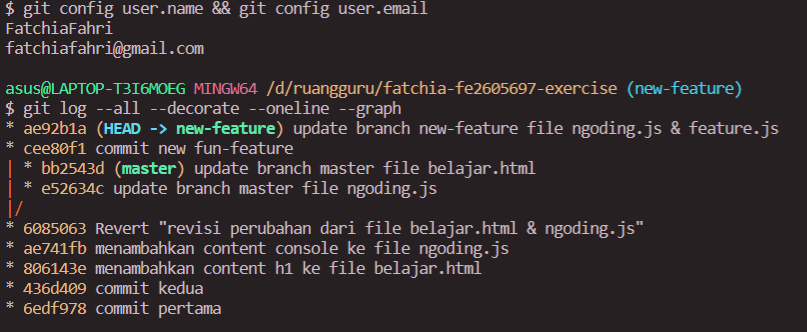 $ git config user.name && git config user.email
FatchiaFahri
fatchiafahri@gmail.com
asus@LAPTOP-T3I6MOEG MINGW64 /d/ruangguru/fatchia-fe2605697-exercise (new-feature)
$ git log --all --decorate --oneline --graph
* ae92b1a (HEAD -> new-feature) update branch new-feature file ngoding.js & feature.js
* cee80f1 commit new fun-feature
| * bb2543d (master) update branch master file belajar.html
| * e52634c update branch master file ngoding.js
|/
* 6085063 Revert "revisi perubahan dari file belajar.html & ngoding.js"
* ae741fb menambahkan content console ke file ngoding.js
* 806143e menambahkan content h1 ke file belajar.html
* 436d409 commit kedua
* 6edf978 commit pertama